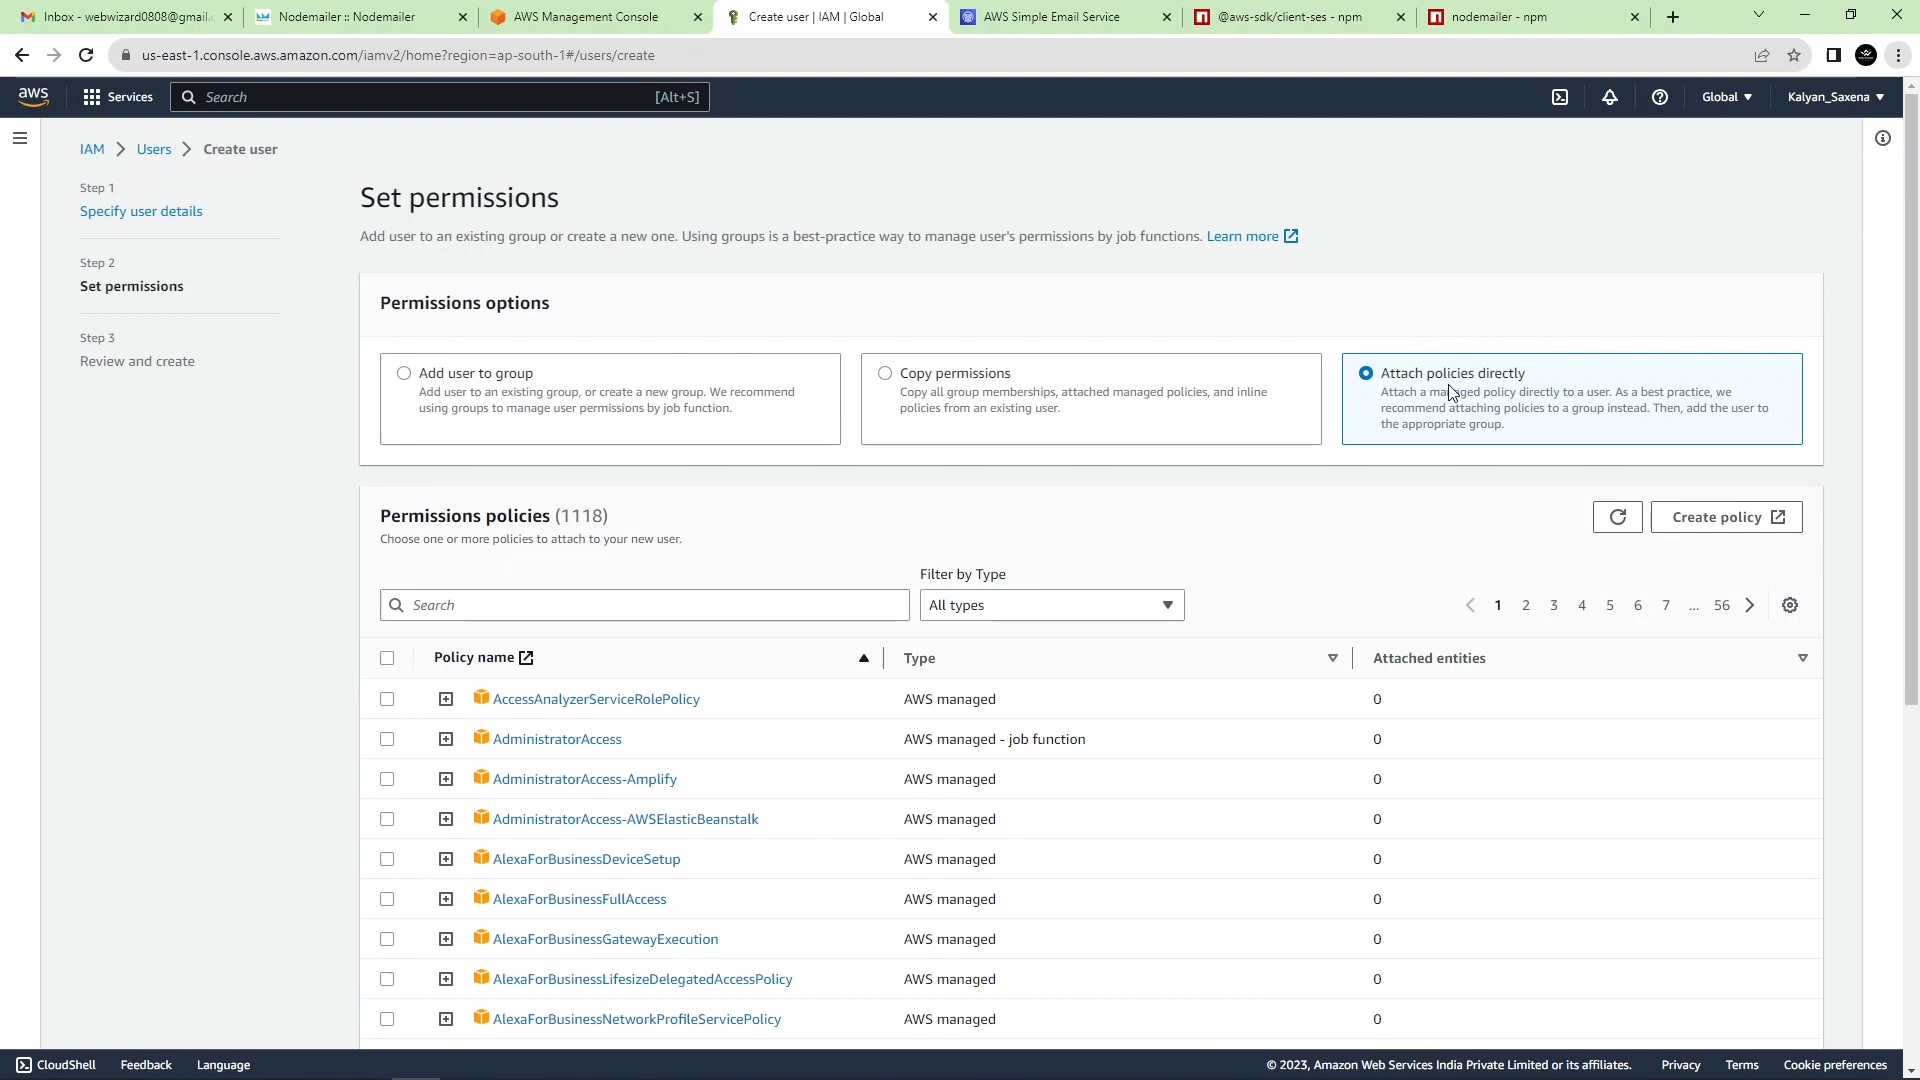 Inbox - webwizard0808@gmail.
Nodemailer :: Nodemailer
AWS Management Console
Create user | IAM | Global
AWS Simple Email Service
@aws-sdk/client-ses - npm
nodemailer - npm
us-east-1.console.aws.amazon.com/iamv2/home?region=ap-south-1#/users/create
aws
Services
Search
[Alt+S]
Global
Kalyan_Saxena
IAM
Users
Create user
Step 1
Specify user details
Step 2
Set permissions
Step 3
Review and create
Set permissions
Add user to an existing group or create a new one. Using groups is a best-practice way to manage user's permissions by job functions. Learn more
Permissions options
Add user to group
Add user to an existing group, or create a new group. We recommend
using groups to manage user permissions by job function.
Copy permissions
Copy all group memberships, attached managed policies, and inline
policies from an existing user.
Attach policies directly
Attach a managed policy directly to a user. As a best practice, we
recommend attaching policies to a group instead. Then, add the user to
the appropriate group.
Permissions policies (1118)
Choose one or more policies to attach to your new user.
Create policy
Filter by Type
Search
All types
1 2 3 4 5 6 7 ... 56
Policy name
Type
Attached entities
AccessAnalyzerServiceRolePolicy AWS managed 0
AdministratorAccess AWS managed - job function 0
AdministratorAccess-Amplify AWS managed 0
AdministratorAccess-AWSElasticBeanstalk AWS managed 0
AlexaForBusinessDeviceSetup AWS managed 0
AlexaForBusinessFullAccess AWS managed 0
AlexaForBusinessGatewayExecution AWS managed 0
AlexaForBusinessLifesizeDelegatedAccessPolicy AWS managed 0
AlexaForBusinessNetworkProfileServicePolicy AWS managed 0
CloudShell
Feedback
Language
© 2023, Amazon Web Services India Private Limited or its affiliates.
Privacy
Terms
Cookie preferences